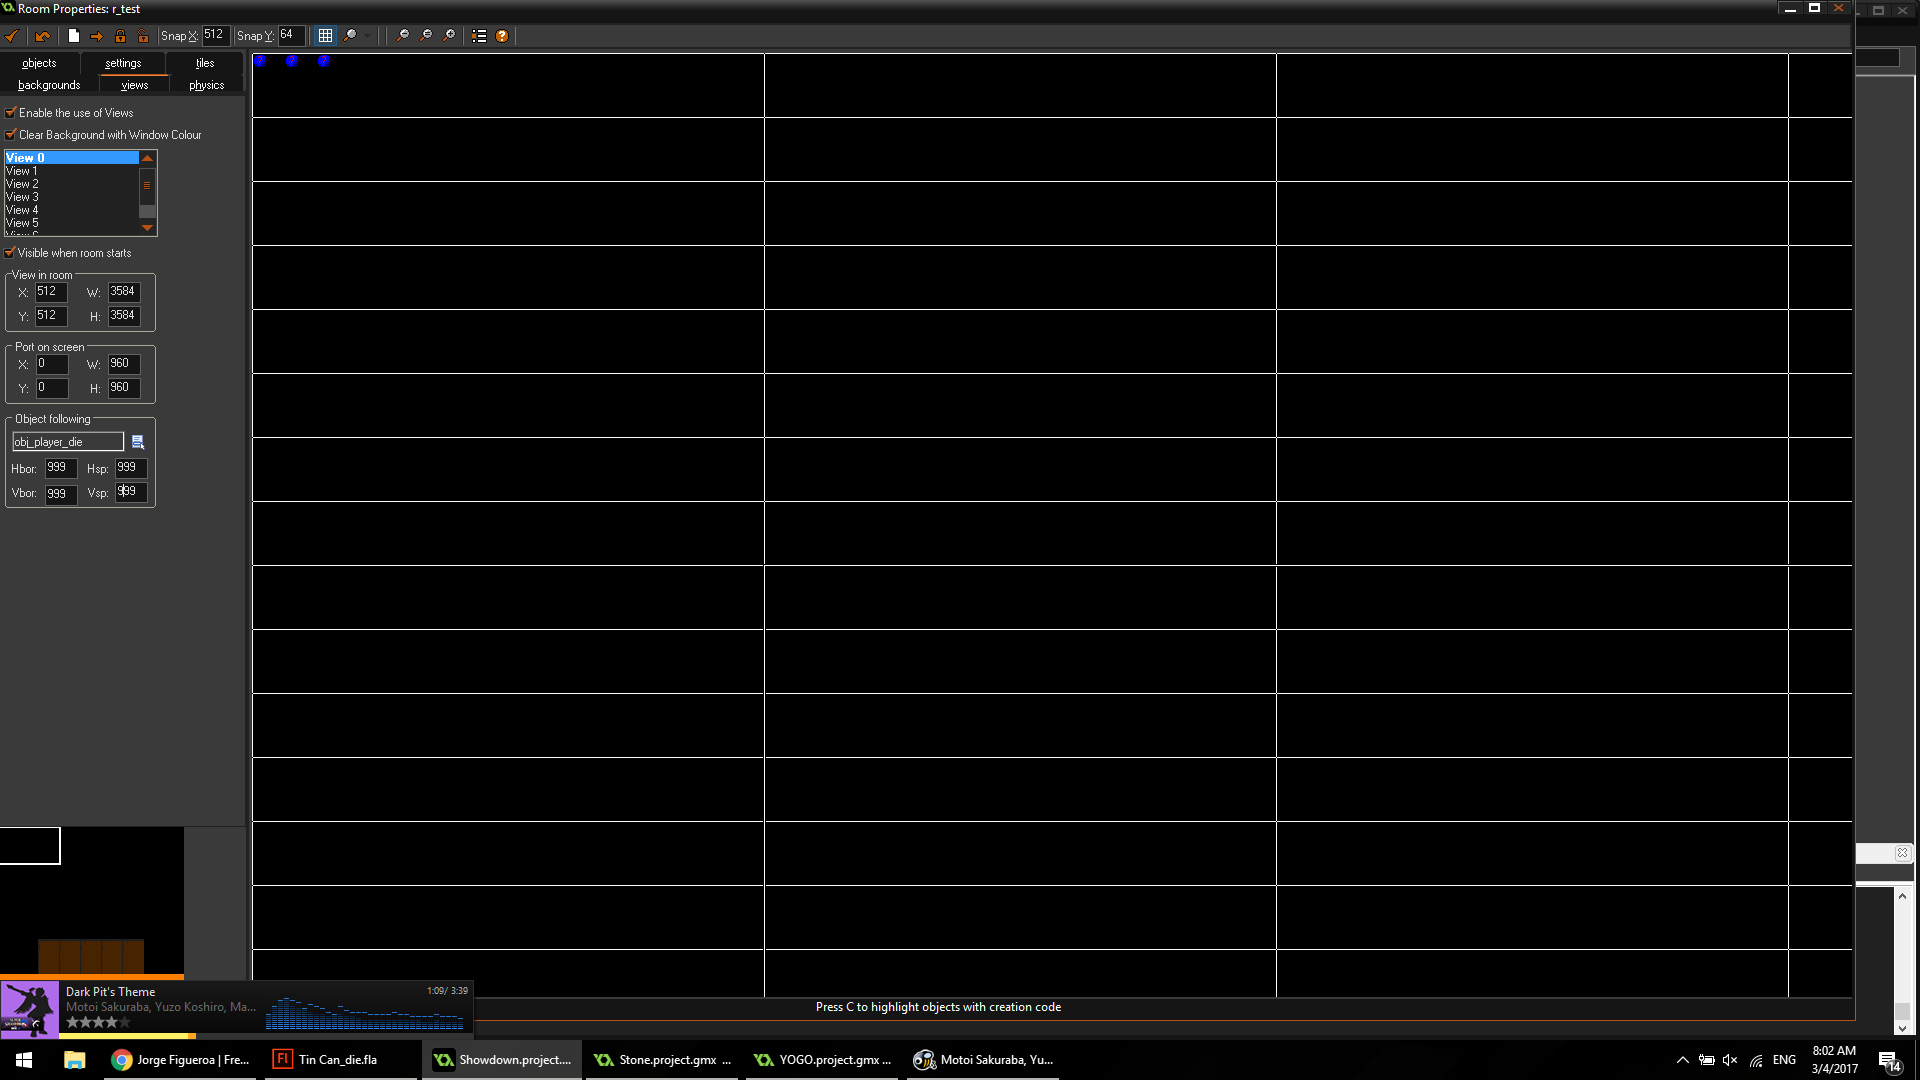 Room Properties: r_test
Snap X: 512 Snap Y: 64
objects settings tiles
backgrounds views physics
Enable the use of Views
Clear Background with Window Colour
View 0
View 1
View 2
View 3
View 4
View 5
Visible when room starts
View in room
X: 512 W: 3584
Y: 512 H: 3584
Port on screen
X: 0 W: 960
Y: 0 H: 960
Object following
obj_player_die
Hbor: 999 Hsp: 999
Vbor: 999 Vsp: 999
Dark Pit's Theme 1:09/ 3:39
Motoi Sakuraba, Yuzo Koshiro, Ma...
Press C to highlight objects with creation code
Jorge Figueroa | Fre... Tin Can_die.fla Showdown.project.... Stone.project.gmx ... YOGO.project.gmx ... Motoi Sakuraba, Yu... ENG 8:02 AM
3/4/2017
14